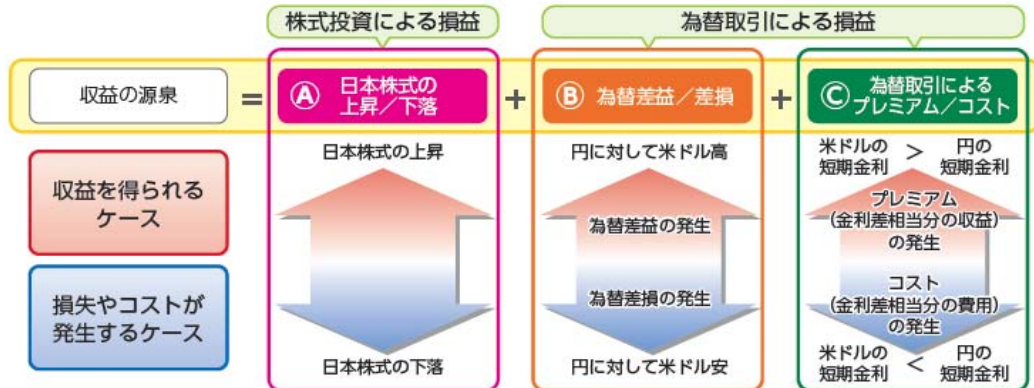 株式投資による損益
為替取引による損益
収益の源泉
=
Ⓐ 日本株式の
上昇/下落
+
Ⓑ 為替差益/差損
+
Ⓒ 為替取引による
プレミアム/コスト
収益を得られる
ケース
損失やコストが
発生するケース
日本株式の上昇
日本株式の下落
円に対して米ドル高
為替差益の発生
為替差損の発生
円に対して米ドル安
米ドルの
短期金利
>
円の
短期金利
プレミアム
(金利差相当分の収益)
の発生
コスト
(金利差相当分の費用)
の発生
米ドルの
短期金利
<
円の
短期金利